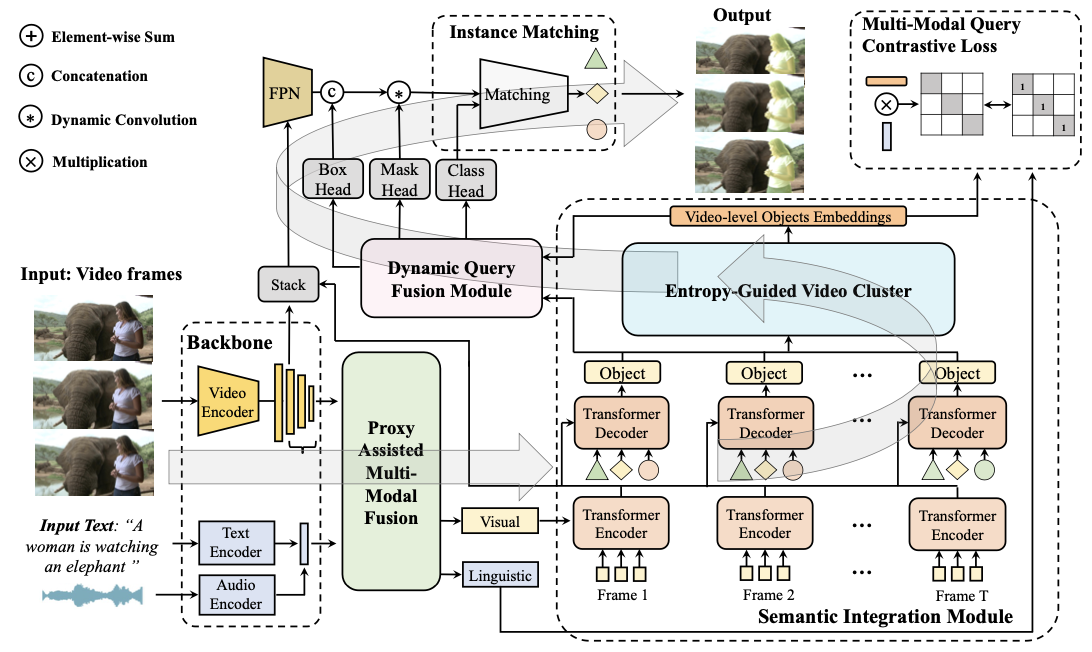 Element-wise Sum
c
Concatenation
*
Dynamic Convolution
Multiplication
Input: Video frames
Input Text: “A
woman is watching
an elephant ”
Backbone
Video
Encoder
Text
Encoder
Audio
Encoder
Stack
FPN
c
*
Box
Head
Mask
Head
Class
Head
Instance Matching
Matching
Output
Multi-Modal Query
Contrastive Loss
1
1
1
Dynamic Query
Fusion Module
Proxy
Assisted
Multi-
Modal
Fusion
Visual
Linguistic
Video-level Objects Embeddings
Entropy-Guided Video Cluster
Object
Object
...
Object
Transformer
Decoder
Transformer
Decoder
...
Transformer
Decoder
Transformer
Encoder
Transformer
Encoder
...
Transformer
Encoder
...
Frame 1
Frame 2
Frame T
Semantic Integration Module